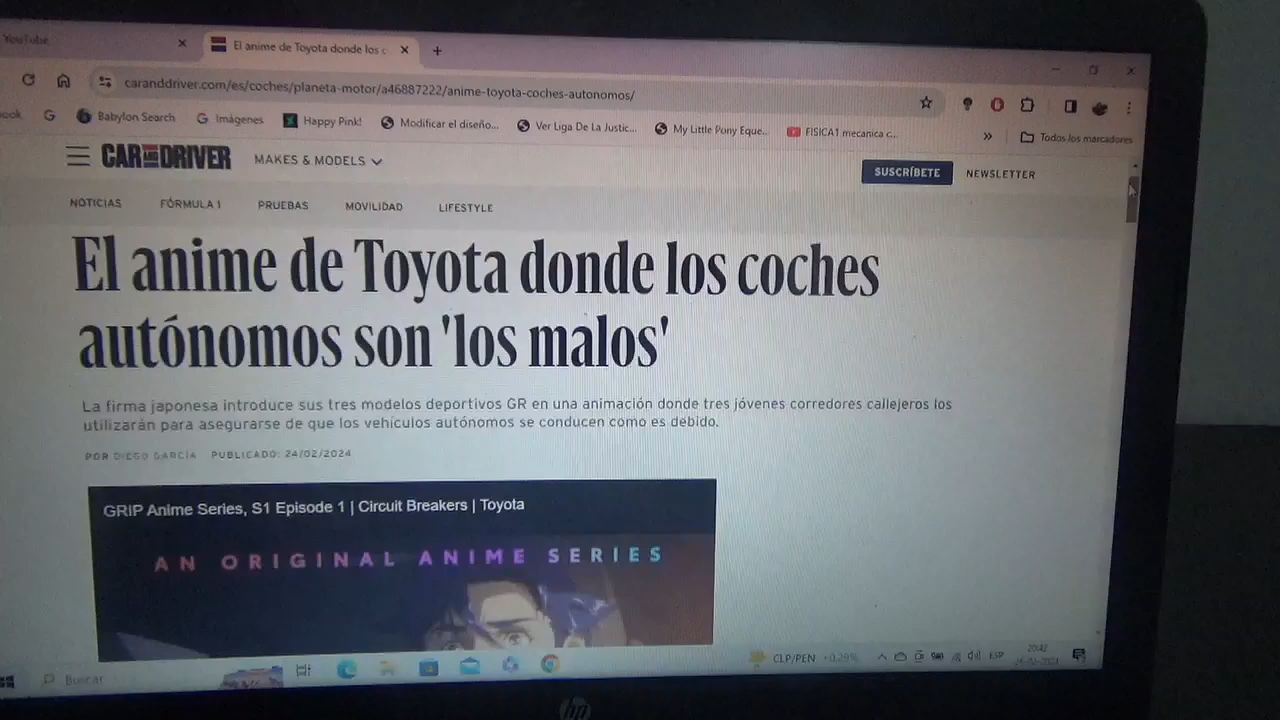 YouTube
El anime de Toyota donde los c
caranddriver.com/es/coches/planeta-motor/a46887222/anime-toyota-coches-autonomos/
ook
Babylon Search
Imágenes
Happy Pink!
Modificar el diseño...
Ver Liga De La Justic...
My Little Pony Eque...
FISICA1 mecanica c...
»
Todos los marcadores
CAR AND DRIVER
MAKES & MODELS
SUSCRÍBETE
NEWSLETTER
NOTICIAS
FÓRMULA 1
PRUEBAS
MOVILIDAD
LIFESTYLE
El anime de Toyota donde los coches
autónomos son 'los malos'
La firma japonesa introduce sus tres modelos deportivos GR en una animación donde tres jóvenes corredores callejeros los
utilizarán para asegurarse de que los vehículos autónomos se conducen como es debido.
POR DIEGO GARCÍA PUBLICADO: 24/02/2024
GRIP Anime Series, S1 Episode 1 | Circuit Breakers | Toyota
AN ORIGINAL ANIME SERIES
Buscar
CLP/PEN +0,29%
ESP
20:42
hp